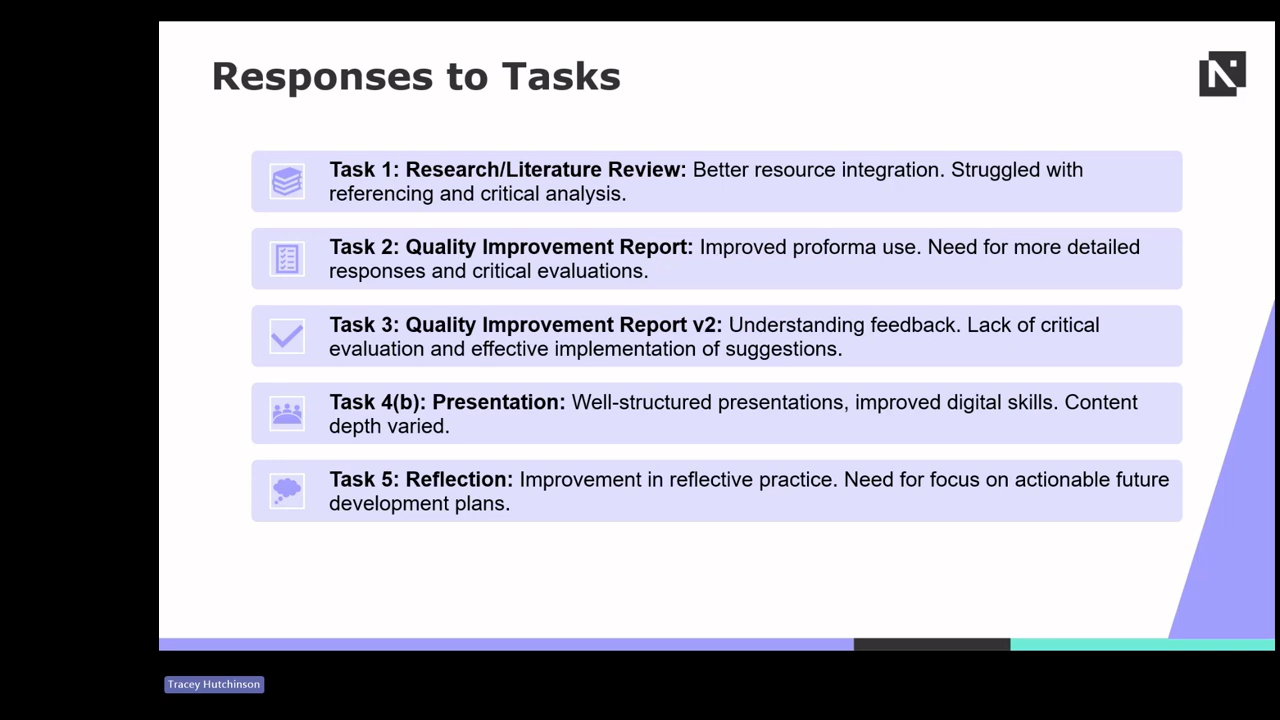 Responses to Tasks
Task 1: Research/Literature Review: Better resource integration. Struggled with
referencing and critical analysis.
Task 2: Quality Improvement Report: Improved proforma use. Need for more detailed
responses and critical evaluations.
Task 3: Quality Improvement Report v2: Understanding feedback. Lack of critical
evaluation and effective implementation of suggestions.
Task 4(b): Presentation: Well-structured presentations, improved digital skills. Content
depth varied.
Task 5: Reflection: Improvement in reflective practice. Need for focus on actionable future
development plans.
Tracey Hutchinson